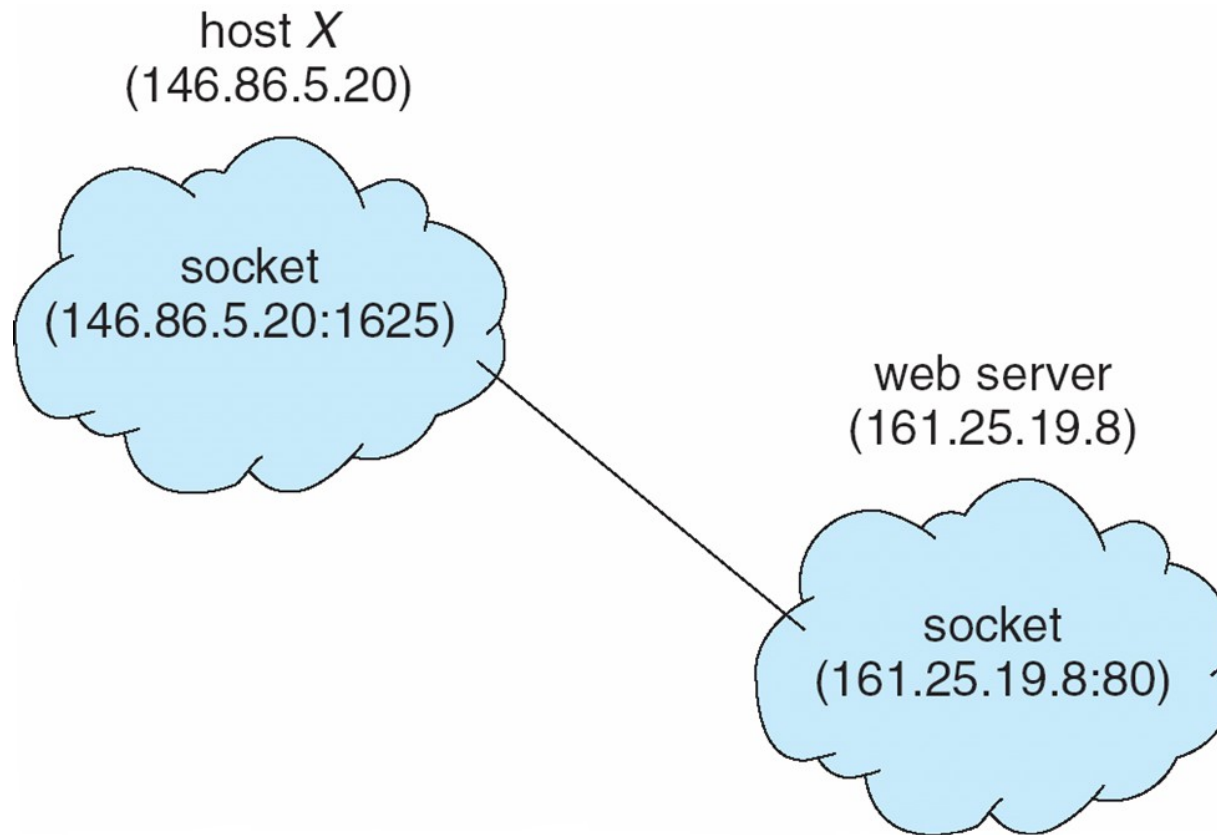 host X
(146.86.5.20)
socket
(146.86.5.20:1625)
web server
(161.25.19.8)
socket
(161.25.19.8:80)